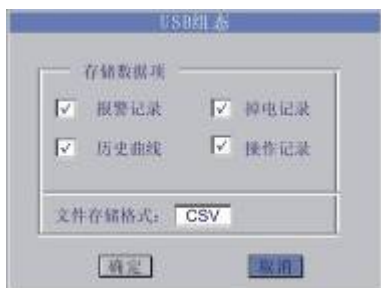 USB组态
存储数据项
报警记录 掉电记录
历史曲线 操作记录
文件存储格式: CSV
确定 取消